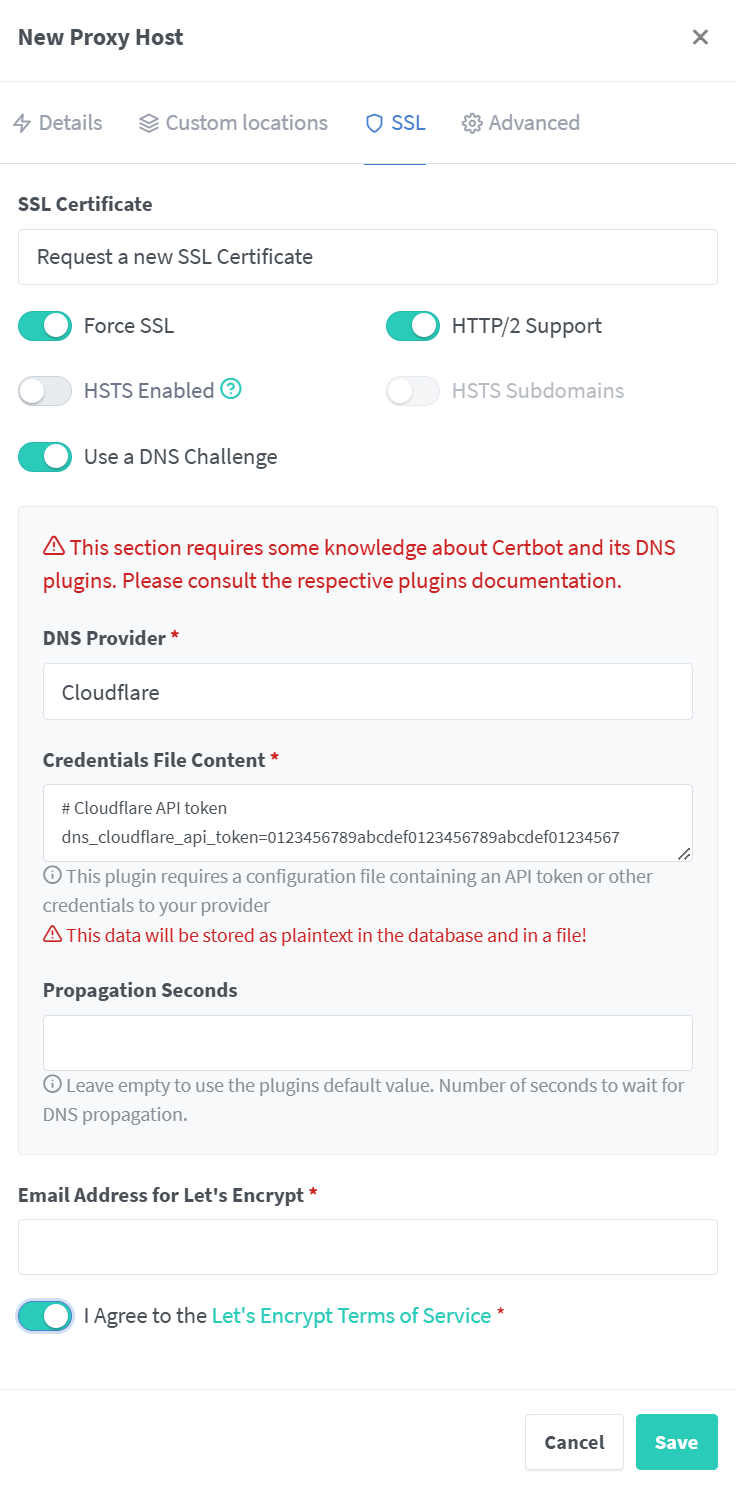 New Proxy Host
Details
Custom locations
SSL
Advanced
SSL Certificate
Request a new SSL Certificate
Force SSL
HTTP/2 Support
HSTS Enabled
HSTS Subdomains
Use a DNS Challenge
This section requires some knowledge about Certbot and its DNS
plugins. Please consult the respective plugins documentation.
DNS Provider *
Cloudflare
Credentials File Content *
# Cloudflare API token
dns_cloudflare_api_token=0123456789abcdef0123456789abcdef01234567
This plugin requires a configuration file containing an API token or other
credentials to your provider
This data will be stored as plaintext in the database and in a file!
Propagation Seconds
Leave empty to use the plugins default value. Number of seconds to wait for
DNS propagation.
Email Address for Let's Encrypt *
I Agree to the Let's Encrypt Terms of Service *
Cancel
Save